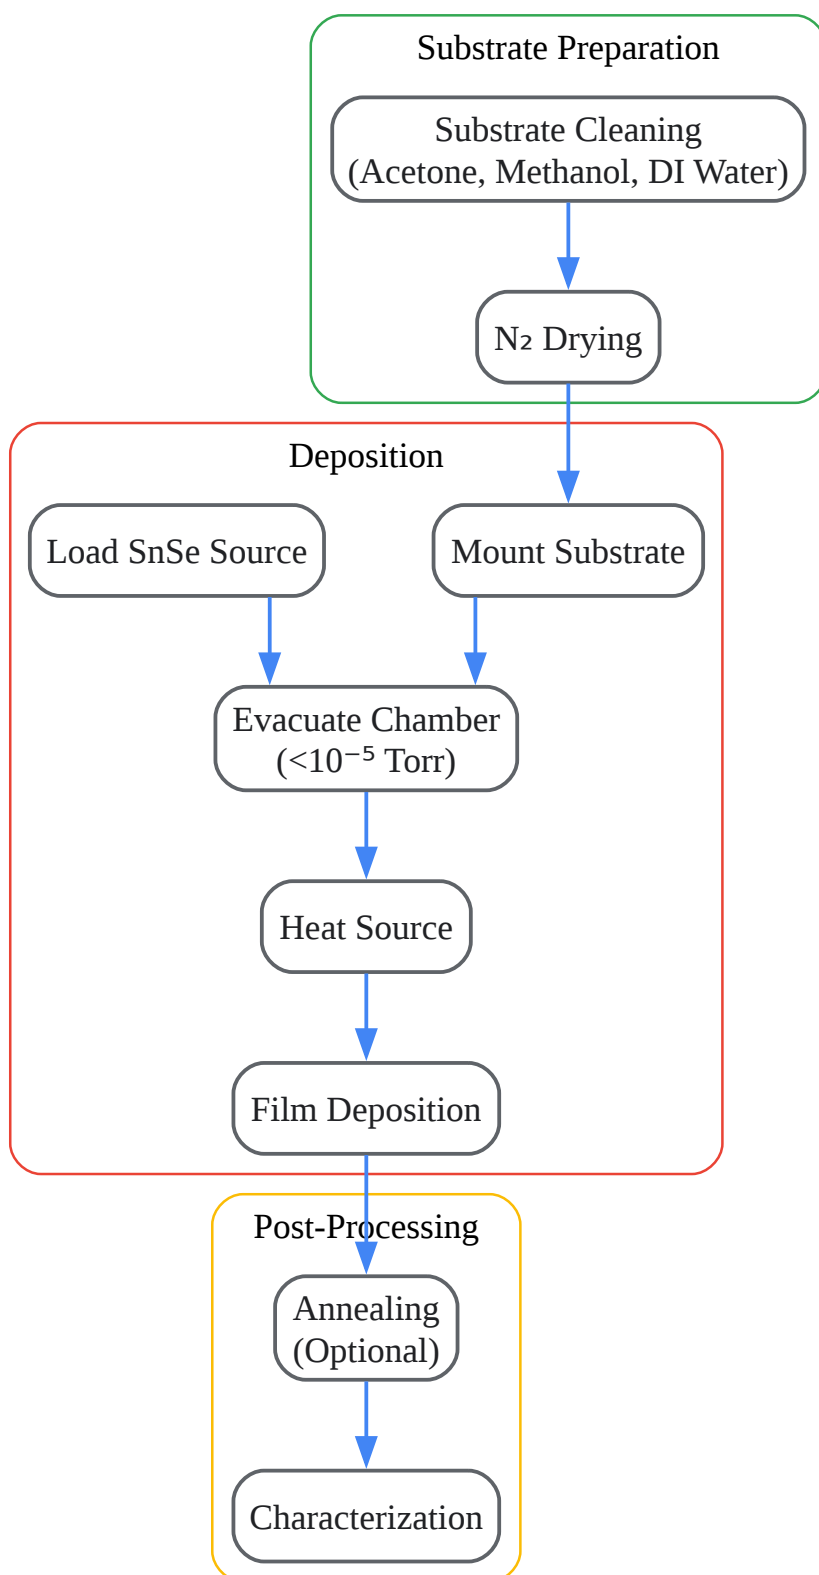 Substrate Preparation
Substrate Cleaning
(Acetone, Methanol, DI Water)
N₂ Drying
Deposition
Load SnSe Source
Mount Substrate
Evacuate Chamber
(<10⁻⁵ Torr)
Heat Source
Film Deposition
Post-Processing
Annealing
(Optional)
Characterization